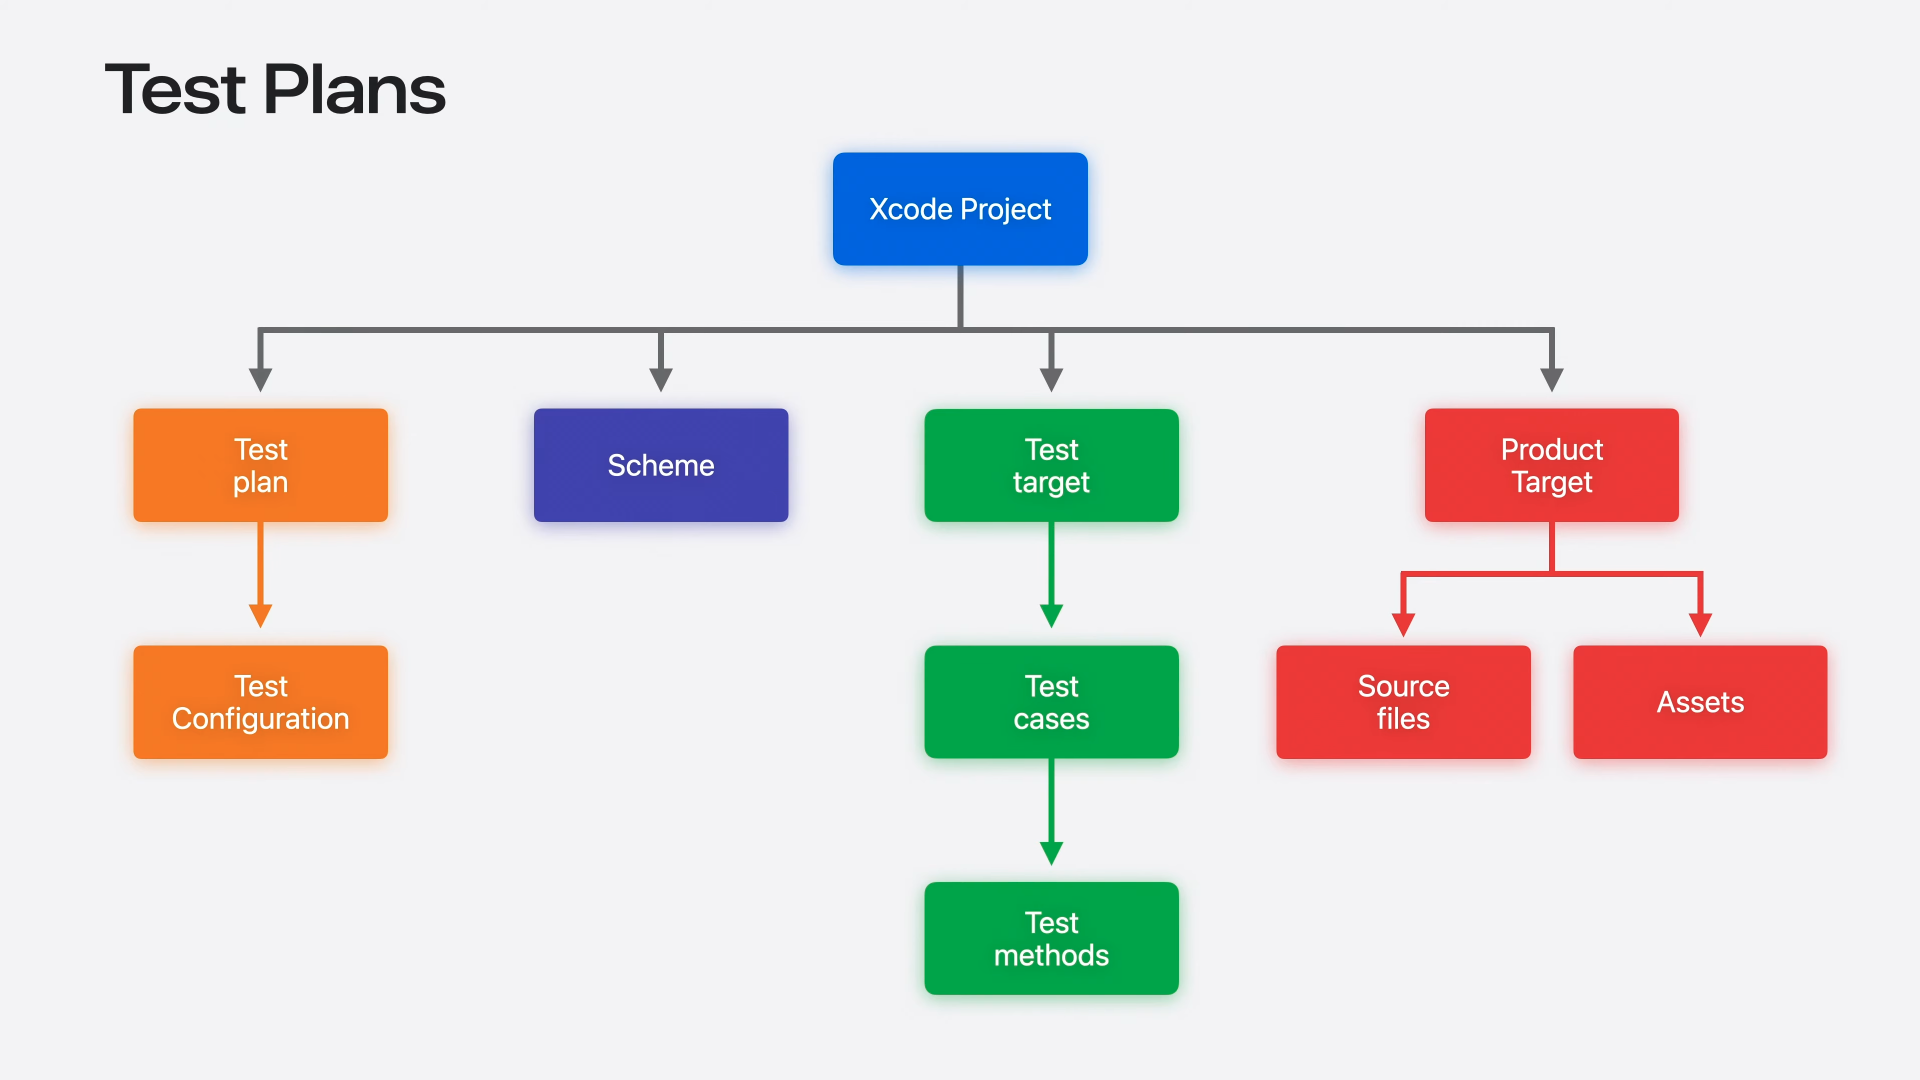 Test Plans
Xcode Project
Test
plan
Scheme
Test
target
Product
Target
Test
Configuration
Test
cases
Source
files
Assets
Test
methods